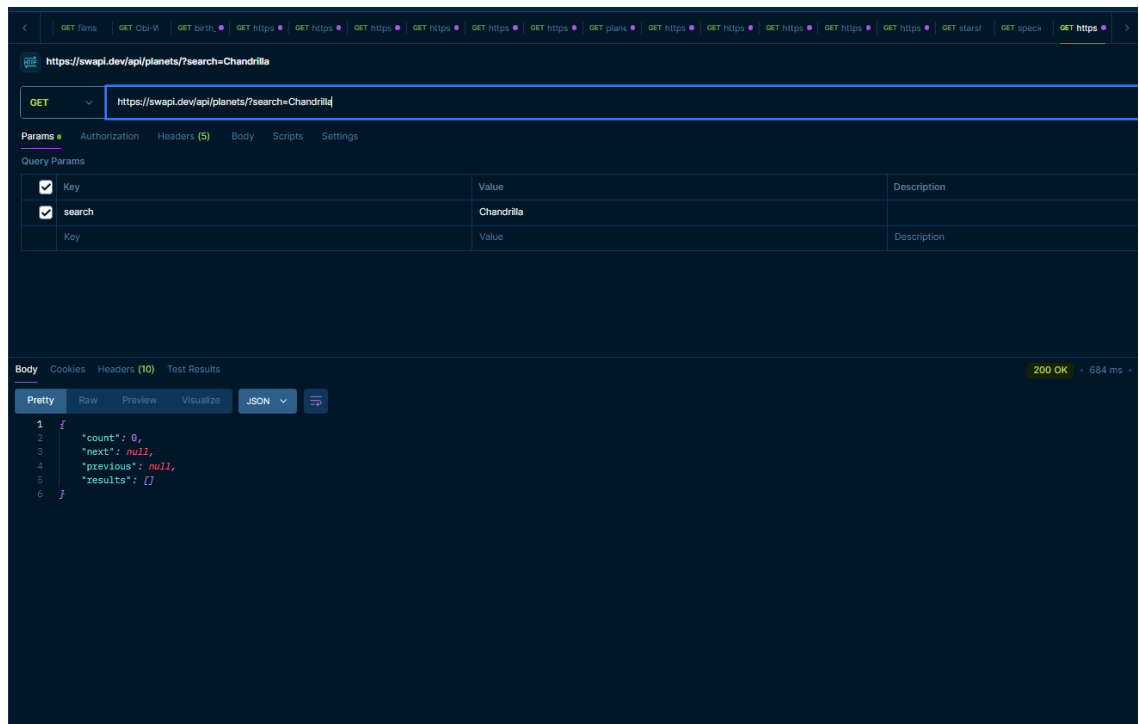 GET films GET Obi-W GET birth_ GET https GET https GET https GET https GET https GET https GET plane GET https GET https GET https GET https GET https GET starsl GET specie GET https
HTTP https://swapi.dev/api/planets/?search=Chandrilla
GET https://swapi.dev/api/planets/?search=Chandrilla
Params Authorization Headers (5) Body Scripts Settings
Query Params
Key Value Description
search Chandrilla
Key Value Description
Body Cookies Headers (10) Test Results 200 OK 684 ms
Pretty Raw Preview Visualize JSON
1 {
2 "count": 0,
3 "next": null,
4 "previous": null,
5 "results": []
6 }